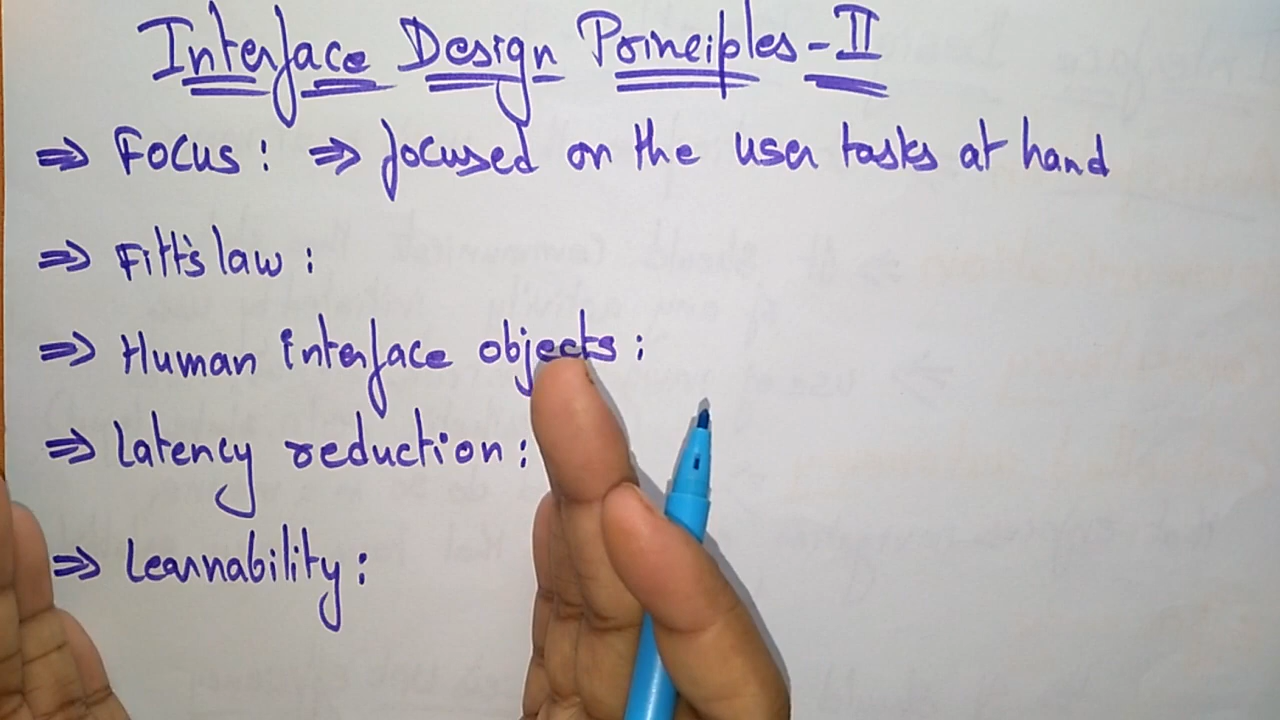 Interface Design Principles - II
⇒ Focus : ⇒ focused on the user tasks at hand
⇒ Fitt's law :
⇒ Human interface objects :
⇒ Latency reduction :
⇒ Learnability :